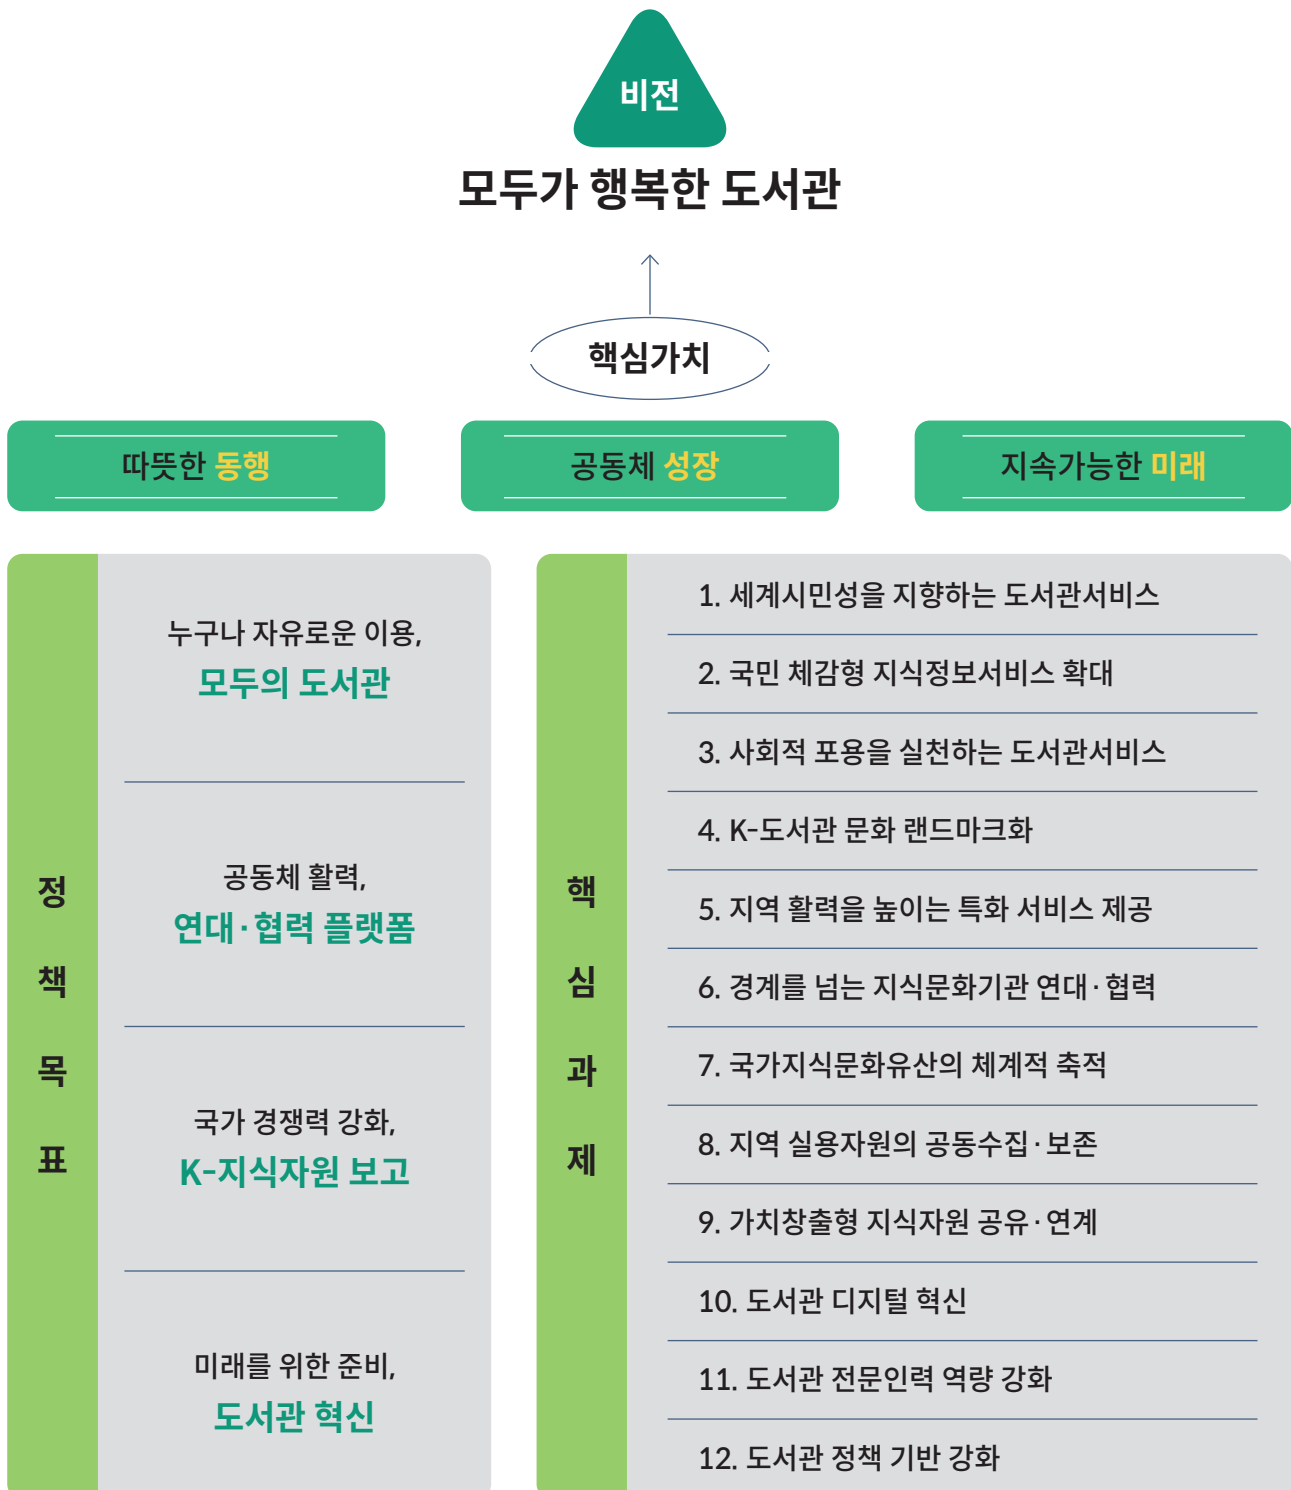 비전
모두가 행복한 도서관
핵심가치
따뜻한 동행
공동체 성장
지속가능한 미래
정책목표
누구나 자유로운 이용,
모두의 도서관
공동체 활력,
연대·협력 플랫폼
국가 경쟁력 강화,
K-지식자원 보고
미래를 위한 준비,
도서관 혁신
핵심과제
1. 세계시민성을 지향하는 도서관서비스
2. 국민 체감형 지식정보서비스 확대
3. 사회적 포용을 실천하는 도서관서비스
4. K-도서관 문화 랜드마크화
5. 지역 활력을 높이는 특화 서비스 제공
6. 경계를 넘는 지식문화기관 연대·협력
7. 국가지식문화유산의 체계적 축적
8. 지역 실용자원의 공동수집·보존
9. 가치창출형 지식자원 공유·연계
10. 도서관 디지털 혁신
11. 도서관 전문인력 역량 강화
12. 도서관 정책 기반 강화